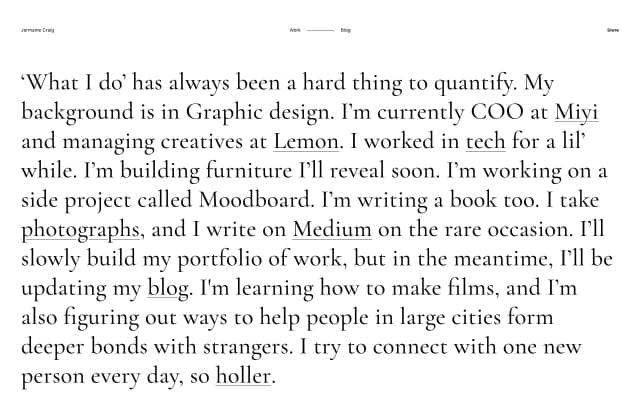 Jermaine Craig
Work
Blog
Store
‘What I do’ has always been a hard thing to quantify. My
background is in Graphic design. I’m currently COO at Miyi
and managing creatives at Lemon. I worked in tech for a lil’
while. I’m building furniture I’ll reveal soon. I’m working on a
side project called Moodboard. I’m writing a book too. I take
photographs, and I write on Medium on the rare occasion. I’ll
slowly build my portfolio of work, but in the meantime, I’ll be
updating my blog. I'm learning how to make films, and I’m
also figuring out ways to help people in large cities form
deeper bonds with strangers. I try to connect with one new
person every day, so holler.